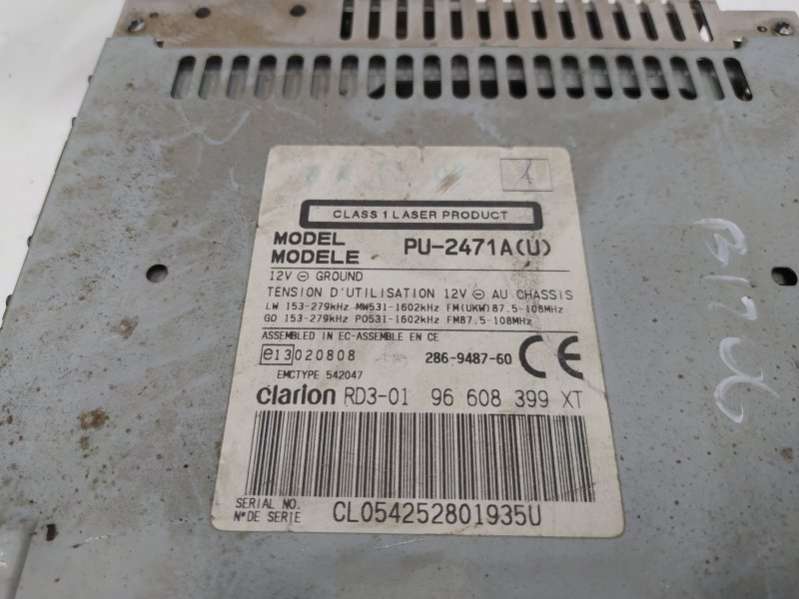 CLASS 1 LASER PRODUCT
MODEL
MODELE PU-2471A(U)
12V ⊖ GROUND
TENSION D'UTILISATION 12V ⊖ AU CHASSIS
LW 153-279kHz MW531-1602kHz FM(UKW)87.5-108MHz
GO 153-279kHz PO531-1602kHz FM87.5-108MHz
ASSEMBLED IN EC-ASSEMBLE EN CE
e13 020808 286-9487-60 CE
EMCTYPE 542047
clarion RD3-01 96 608 399 XT
SERIAL NO.
N° DE SERIE CL054252801935U